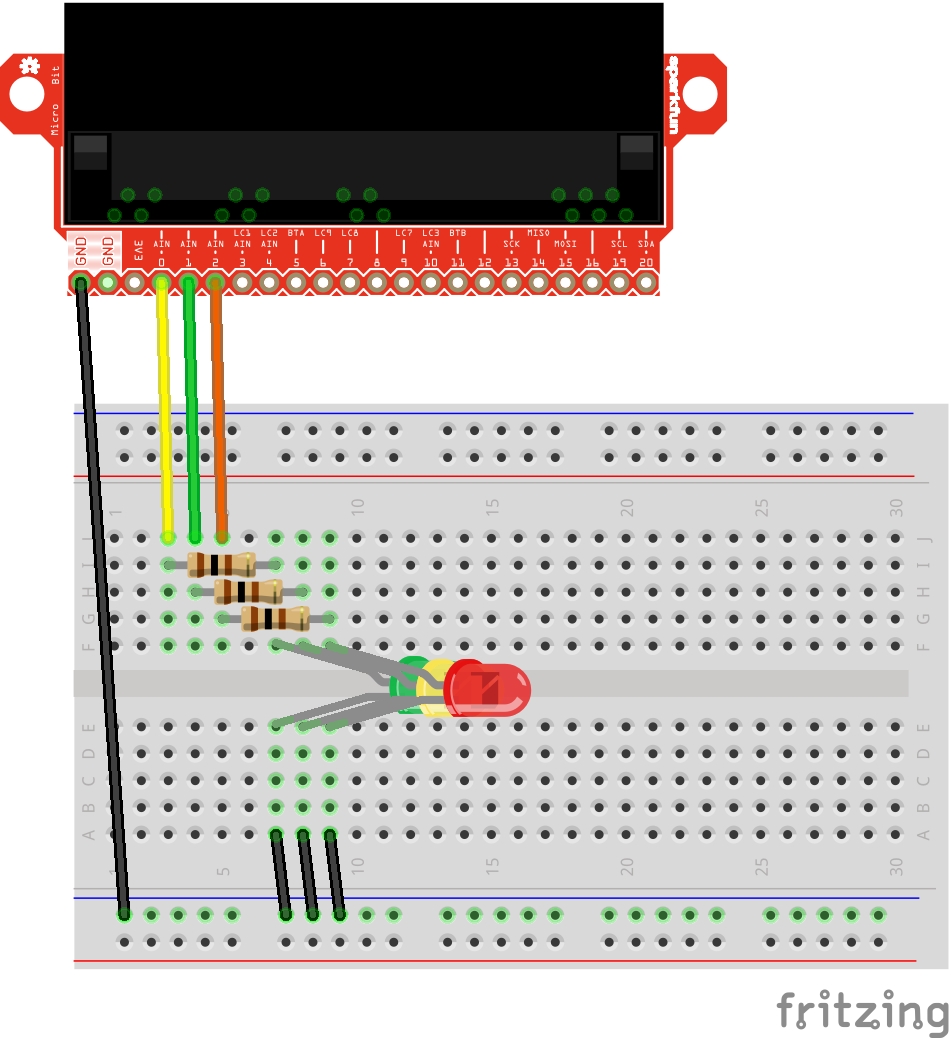 Micro Bit
sparkfun
LC1 LC2 BTA LC9 LC8 LC7 LC3 BTB MISO
AIN AIN AIN AIN AIN AIN SCK MOSI SCL SDA
GND GND 3V3 0 1 2 3 4 5 6 7 8 9 10 11 12 13 14 15 16 19 20
1 10 15 20 25 30
J J
I I
H H
G G
F F
E E
D D
C C
B B
A A
1 5 10 15 20 25 30
fritzing